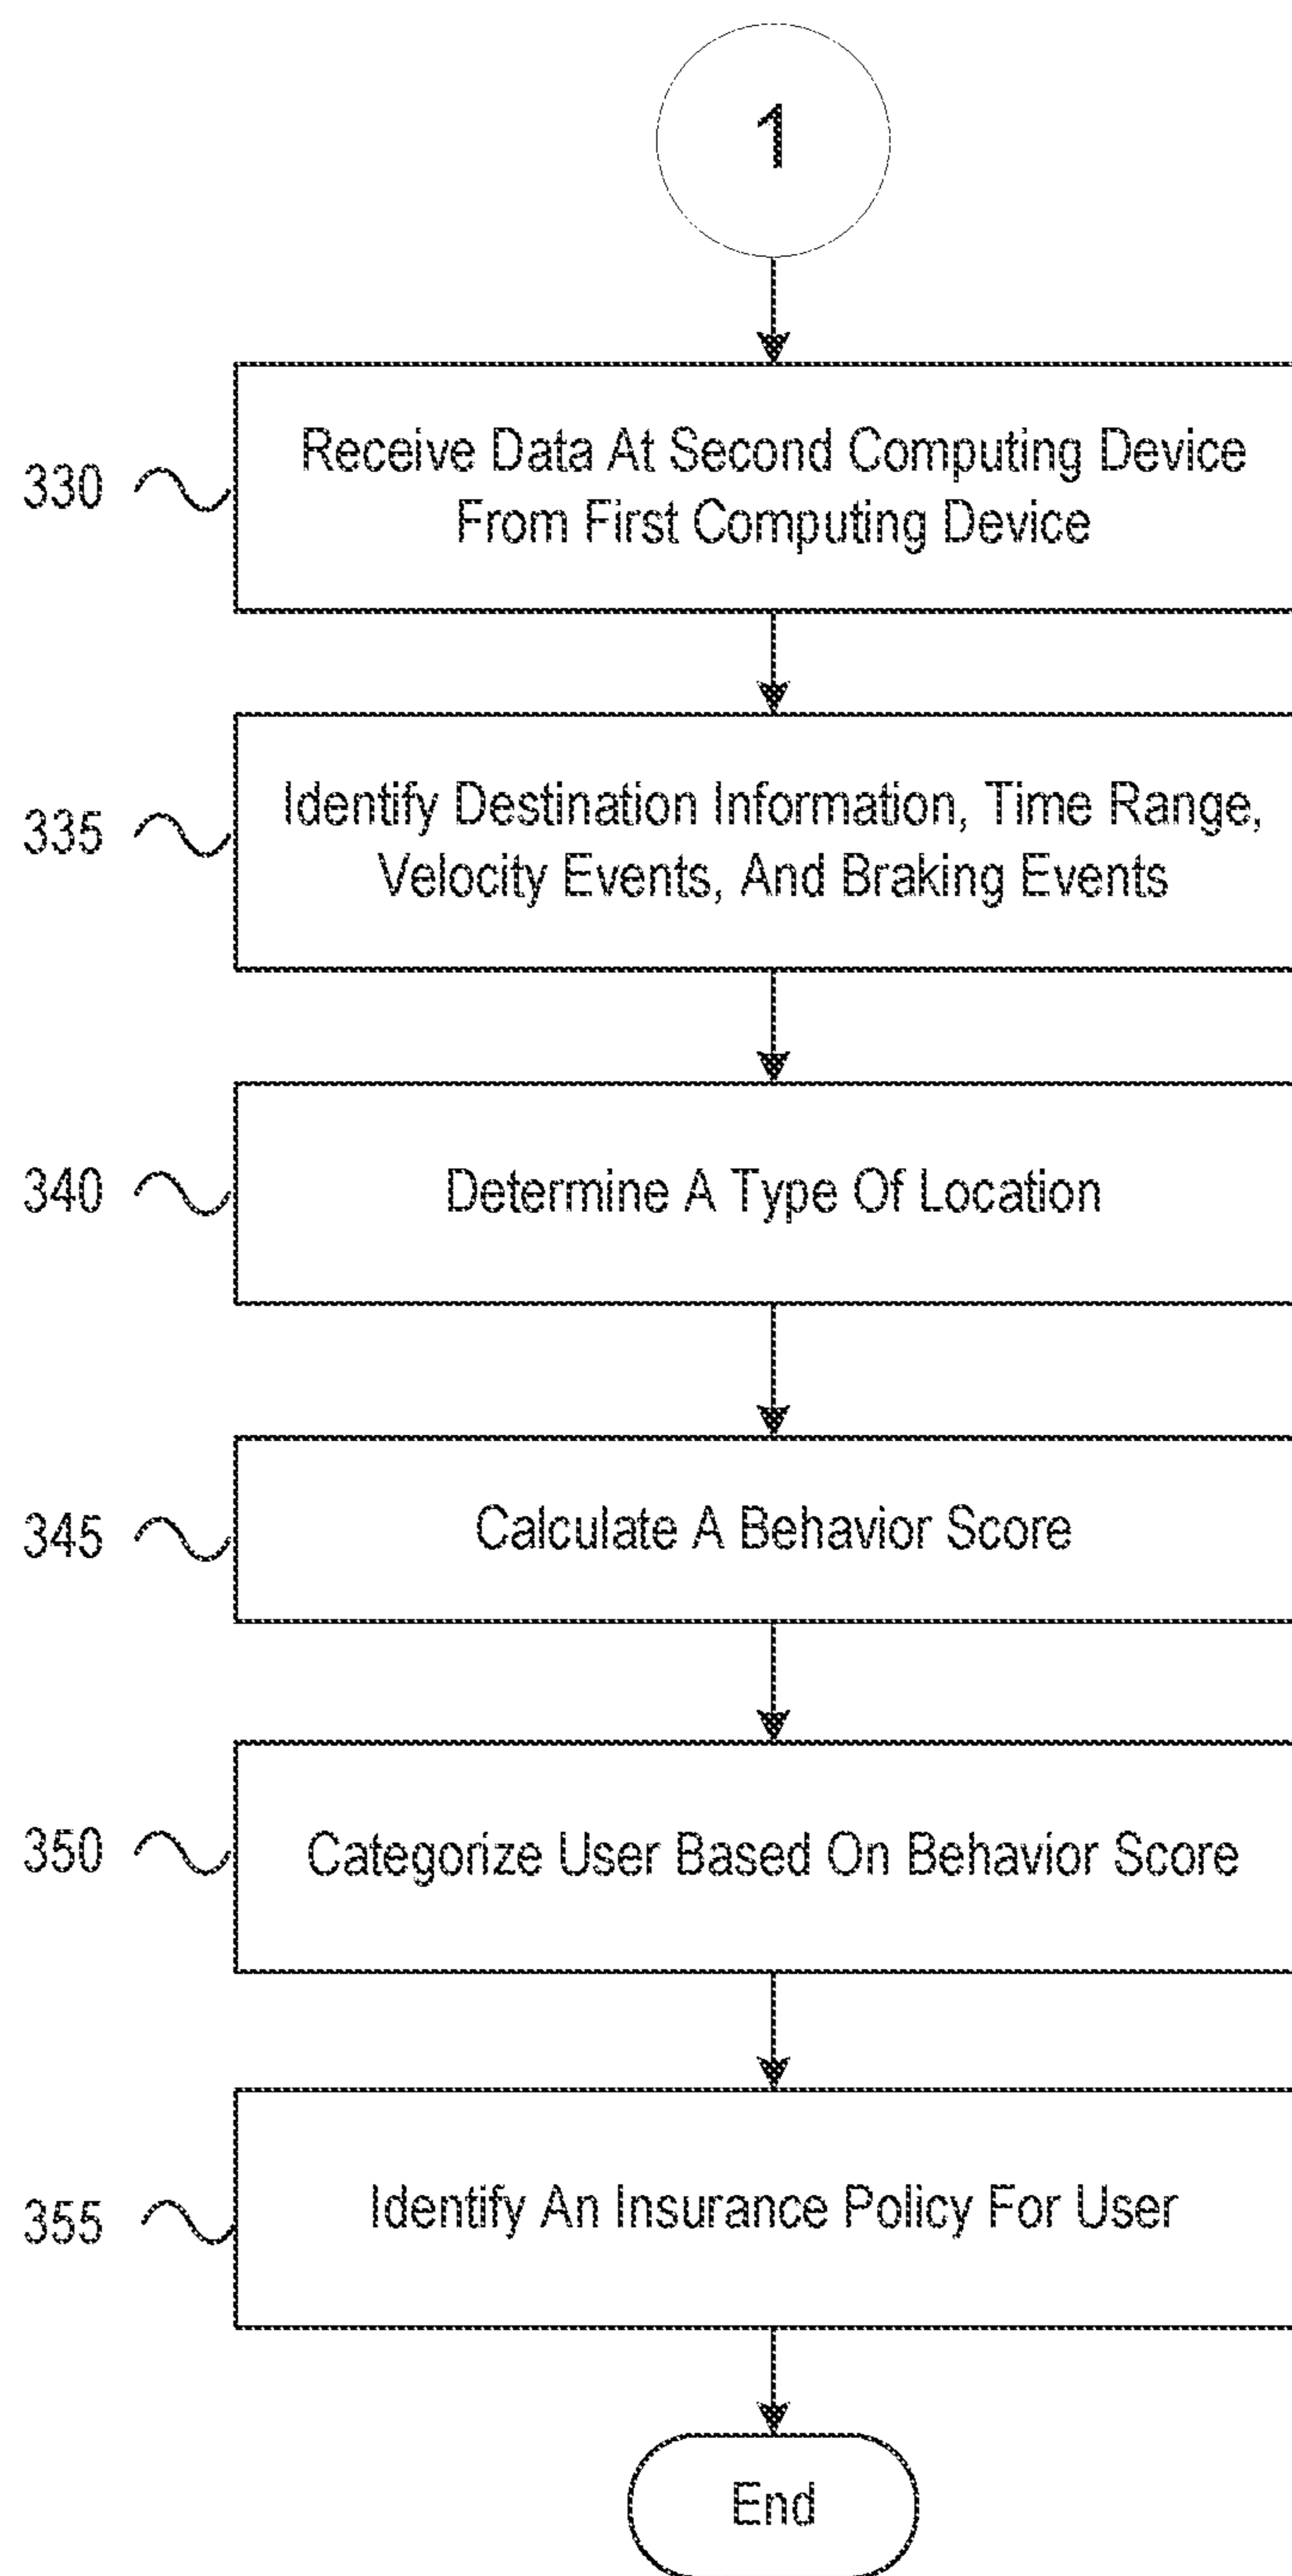 1
330
Receive Data At Second Computing Device
From First Computing Device
335
Identify Destination Information, Time Range,
Velocity Events, And Braking Events
340
Determine A Type Of Location
345
Calculate A Behavior Score
350
Categorize User Based On Behavior Score
355
Identify An Insurance Policy For User
End